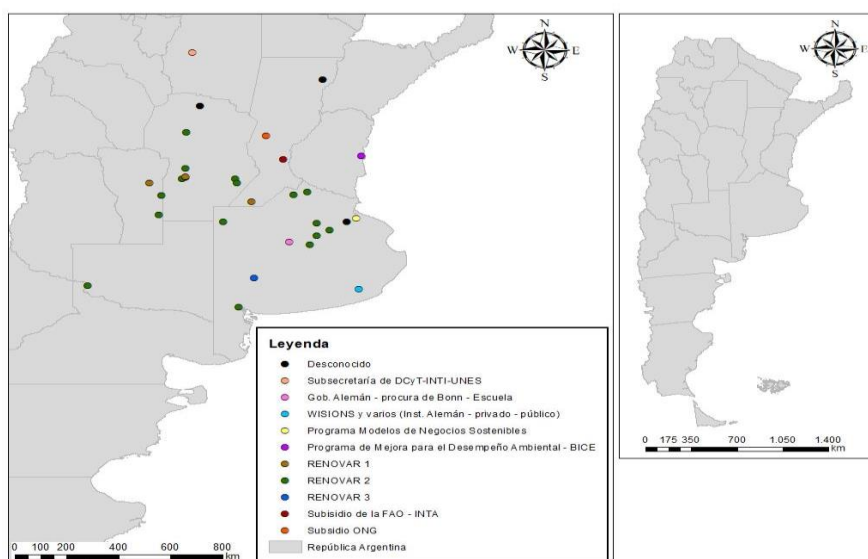 N
W E
S
N
W E
S
Leyenda
Desconocido
Subsecretaría de DCyT-INTI-UNES
Gob. Alemán - procura de Bonn - Escuela
WISIONS y varios (Inst. Alemán - privado - público)
Programa Modelos de Negocios Sostenibles
Programa de Mejora para el Desempeño Ambiental - BICE
RENOVAR 1
RENOVAR 2
RENOVAR 3
Subisidio de la FAO - INTA
Subsidio ONG
República Argentina
0 100 200 400 600 800
km
0 175 350 700 1.050 1.400
km